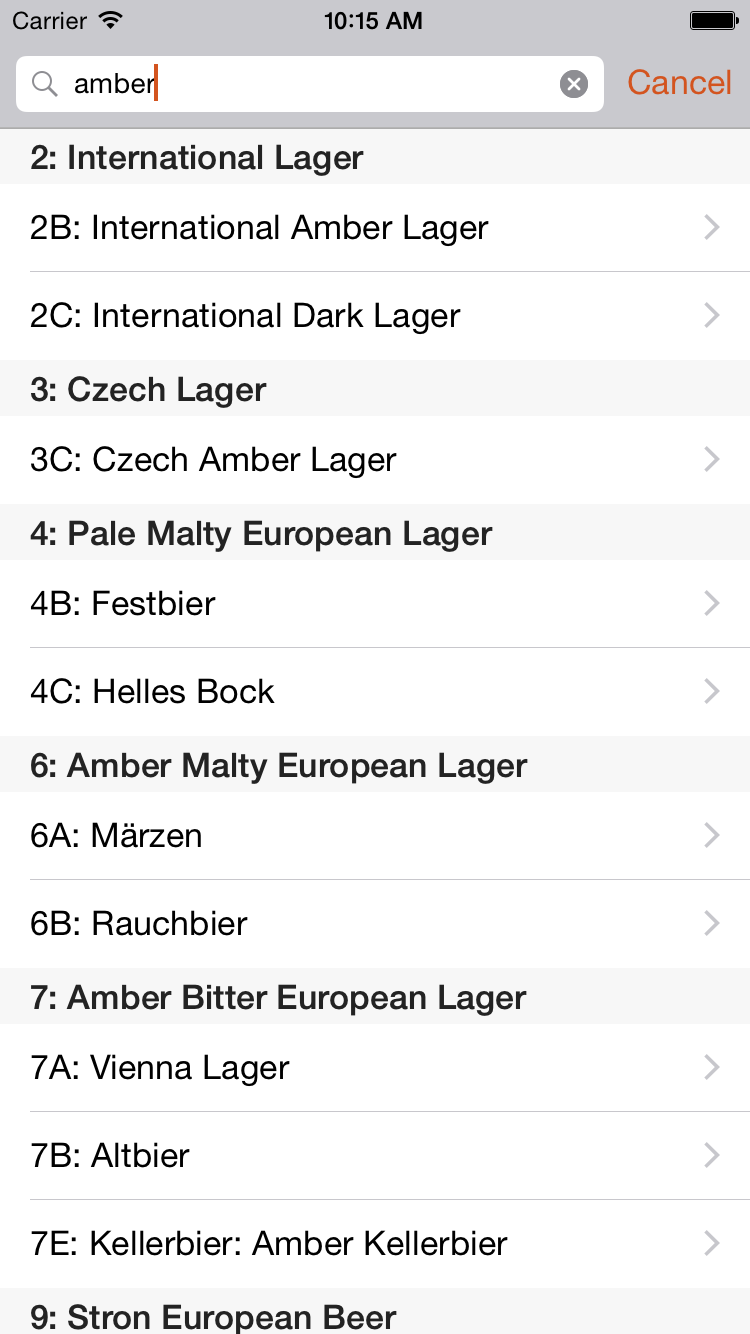 Carrier 10:15 AM
amber Cancel
2: International Lager
2B: International Amber Lager
2C: International Dark Lager
3: Czech Lager
3C: Czech Amber Lager
4: Pale Malty European Lager
4B: Festbier
4C: Helles Bock
6: Amber Malty European Lager
6A: Märzen
6B: Rauchbier
7: Amber Bitter European Lager
7A: Vienna Lager
7B: Altbier
7E: Kellerbier: Amber Kellerbier
9: Stron European Beer